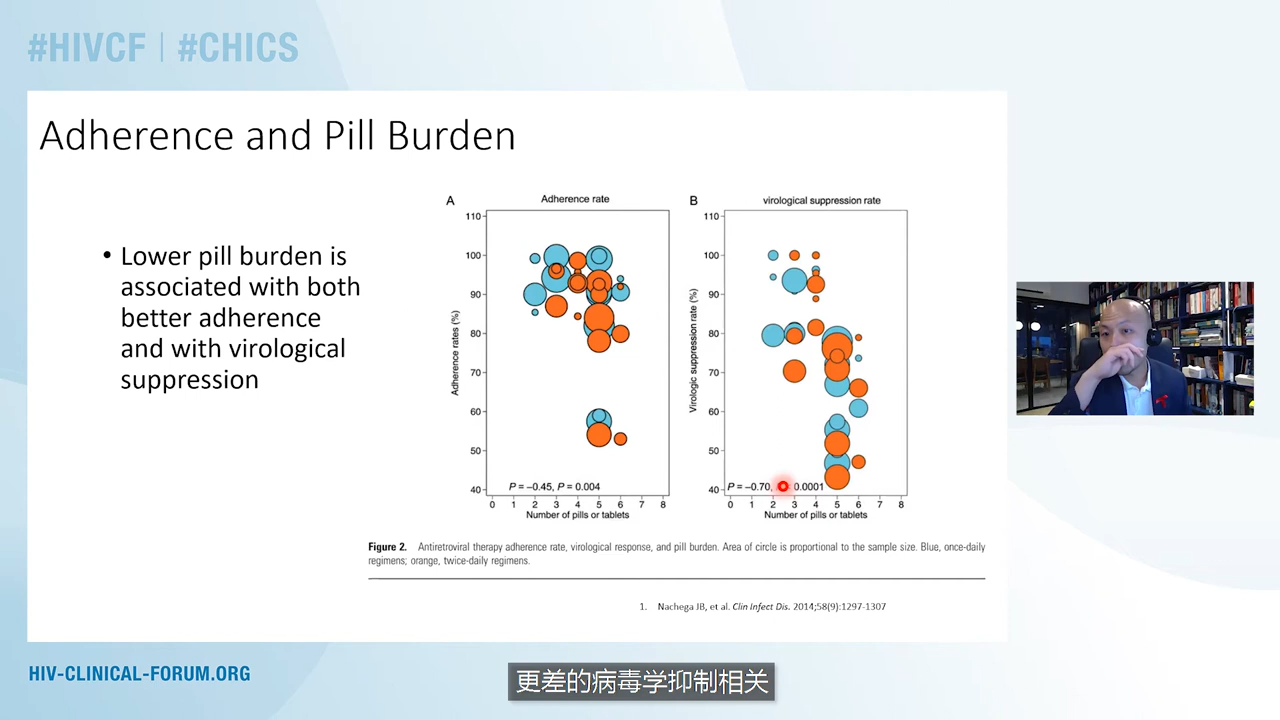 #HIVCF | #CHICS
Adherence and Pill Burden
• Lower pill burden is
associated with both
better adherence
and with virological
suppression
A
Adherence rate
110
100
90
80
70
60
50
40
Adherence rates (%)
P = –0.45, P = 0.004
0 1 2 3 4 5 6 7 8
Number of pills or tablets
B
virological suppression rate
110
100
90
80
70
60
50
40
Virologic suppression rate (%)
P = –0.70, 0.0001
0 1 2 3 4 5 6 7 8
Number of pills or tablets
Figure 2. Antiretroviral therapy adherence rate, virological response, and pill burden. Area of circle is proportional to the sample size. Blue, once-daily
regimens; orange, twice-daily regimens.
1. Nachega JB, et al. Clin Infect Dis. 2014;58(9):1297-1307
HIV-CLINICAL-FORUM.ORG
更差的病毒学抑制相关